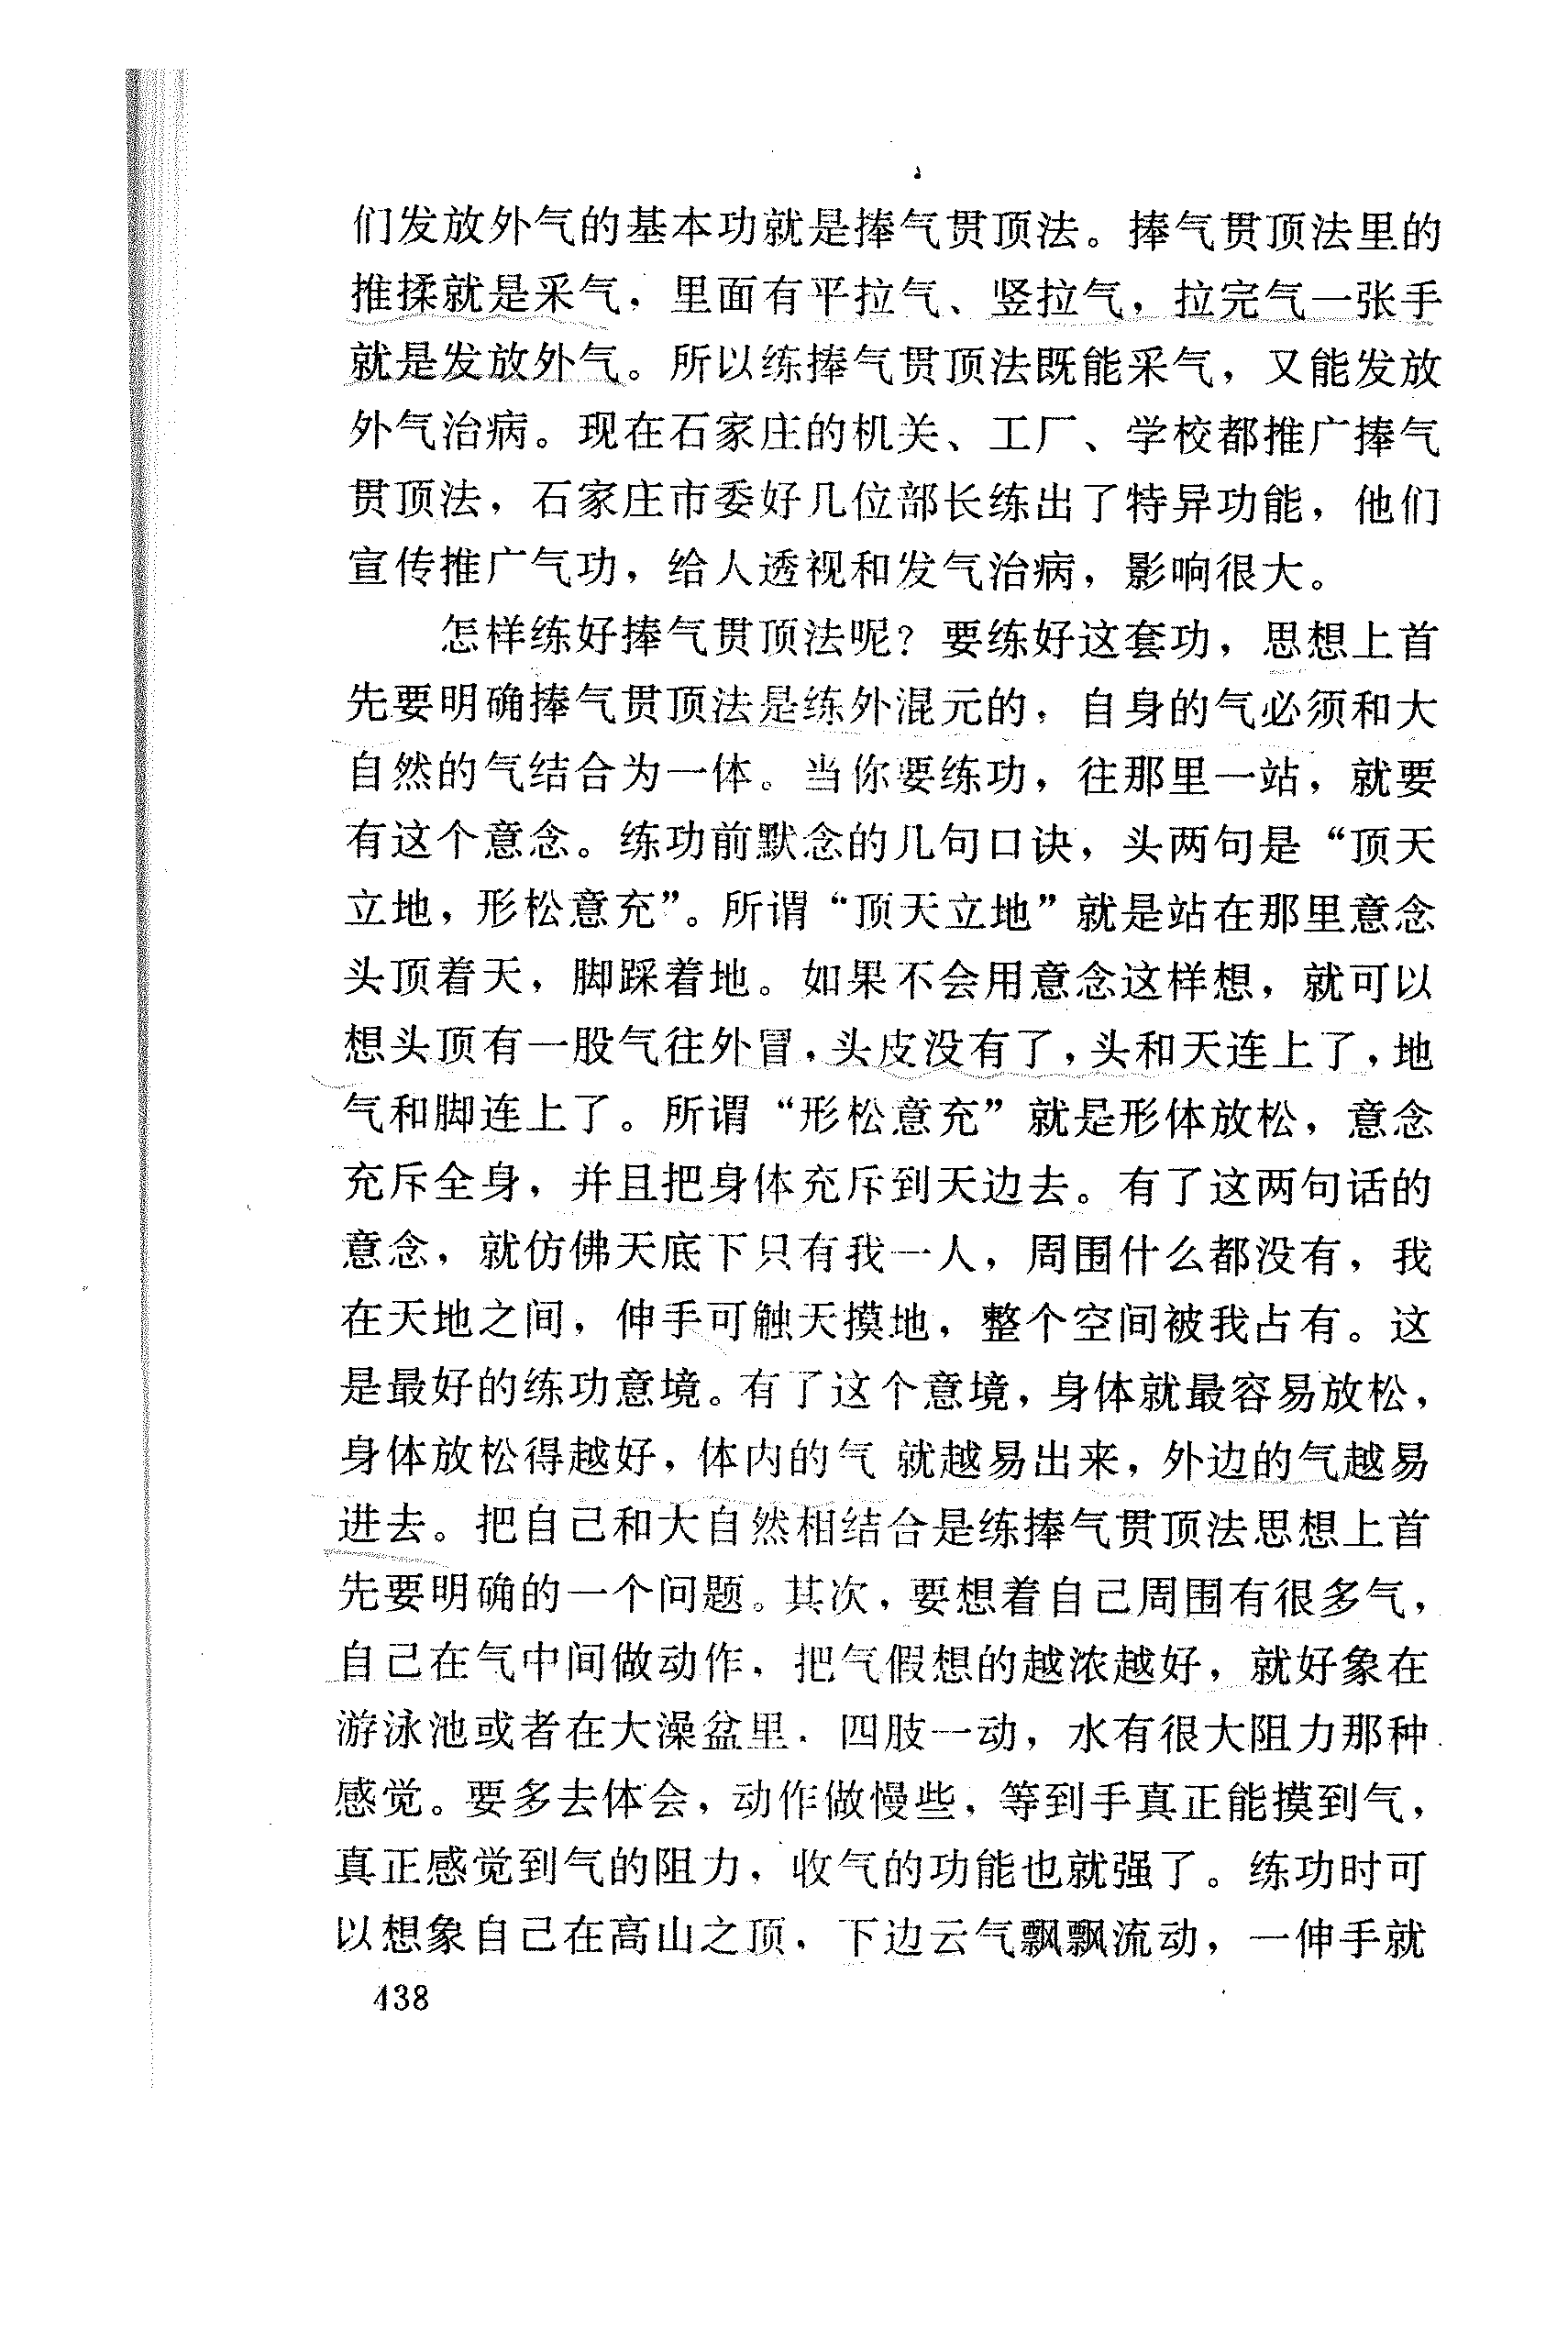 们发放外气的基本功就是捧气贯顶法。捧气贯顶法里的
推揉就是采气，里面有平拉气、竖拉气，拉完气一张手
就是发放外气。所以练捧气贯顶法既能采气，又能发放
外气治病。现在石家庄的机关、工厂、学校都推广捧气
贯顶法，石家庄市委好几位部长练出了特异功能，他们
宣传推广气功，给人透视和发气治病，影响很大。
怎样练好捧气贯顶法呢？要练好这套功，思想上首
先要明确捧气贯顶法是练外混元的，自身的气必须和大
自然的气结合为一体。当你要练功，往那里一站，就要
有这个意念。练功前默念的几句口诀，头两句是“顶天
立地，形松意充”。所谓“顶天立地”就是站在那里意念
头顶着天，脚踩着地。如果不会用意念这样想，就可以
想头顶有一股气往外冒，头皮没有了，头和天连上了，地
气和脚连上了。所谓“形松意充”就是形体放松，意念
充斥全身，并且把身体充斥到天边去。有了这两句话的
意念，就仿佛天底下只有我一人，周围什么都没有，我
在天地之间，伸手可触天摸地，整个空间被我占有。这
是最好的练功意境。有了这个意境，身体就最容易放松，
身体放松得越好，体内的气 就越易出来，外边的气越易
进去。把自己和大自然相结合是练捧气贯顶法思想上首
先要明确的一个问题。其次，要想着自己周围有很多气，
自己在气中间做动作，把气假想的越浓越好，就好象在
游泳池或者在大澡盆里．四肢一动，水有很大阻力那种
感觉。要多去体会，动作做慢些，等到手真正能摸到气，
真正感觉到气的阻力，收气的功能也就强了。练功时可
以想象自己在高山之顶．下边云气飘飘流动，一伸手就
438